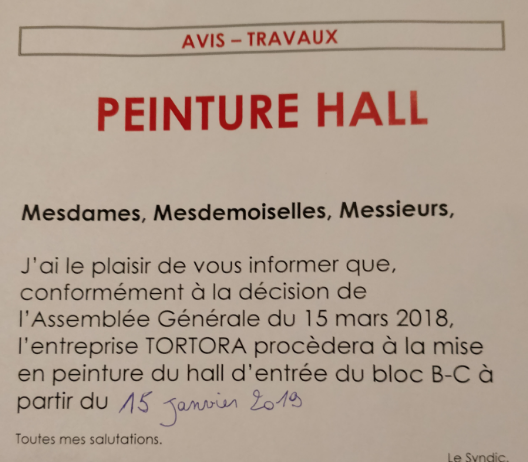 AVIS – TRAVAUX
PEINTURE HALL
Mesdames, Mesdemoiselles, Messieurs,
J'ai le plaisir de vous informer que,
conformément à la décision de
l'Assemblée Générale du 15 mars 2018,
l'entreprise TORTORA procèdera à la mise
en peinture du hall d'entrée du bloc B-C à
partir du 15 janvier 2019
Toutes mes salutations.
Le Syndic.